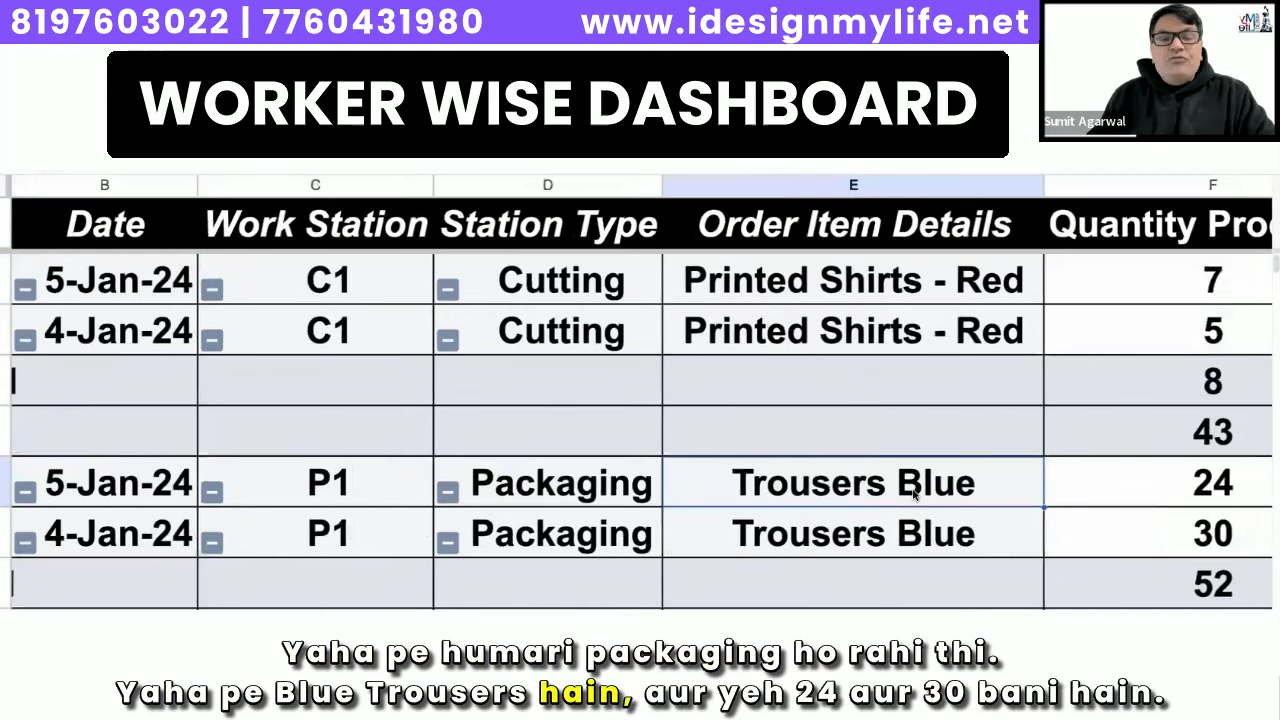 8197603022 | 7760431980 www.idesignmylife.net
Sumit Agarwal
WORKER WISE DASHBOARD
B C D E F
Date Work Station Station Type Order Item Details Quantity Pro
5-Jan-24 C1 Cutting Printed Shirts - Red 7
4-Jan-24 C1 Cutting Printed Shirts - Red 5
8
43
5-Jan-24 P1 Packaging Trousers Blue 24
4-Jan-24 P1 Packaging Trousers Blue 30
52
Yaha pe humari packaging ho rahi thi.
Yaha pe Blue Trousers hain, aur yeh 24 aur 30 bani hain.